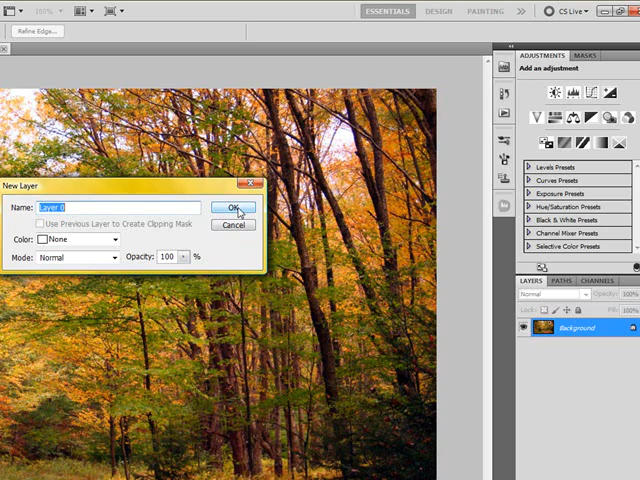 100%
ESSENTIALS
DESIGN
PAINTING
CS Live
Refine Edge...
ADJUSTMENTS
MASKS
Add an adjustment
New Layer
Name: Layer 0
OK
Use Previous Layer to Create Clipping Mask
Cancel
Color: None
Mode: Normal
Opacity: 100 %
Levels Presets
Curves Presets
Exposure Presets
Hue/Saturation Presets
Black & White Presets
Channel Mixer Presets
Selective Color Presets
LAYERS
PATHS
CHANNELS
Normal
Opacity: 100%
Lock:
Fill: 100%
Background